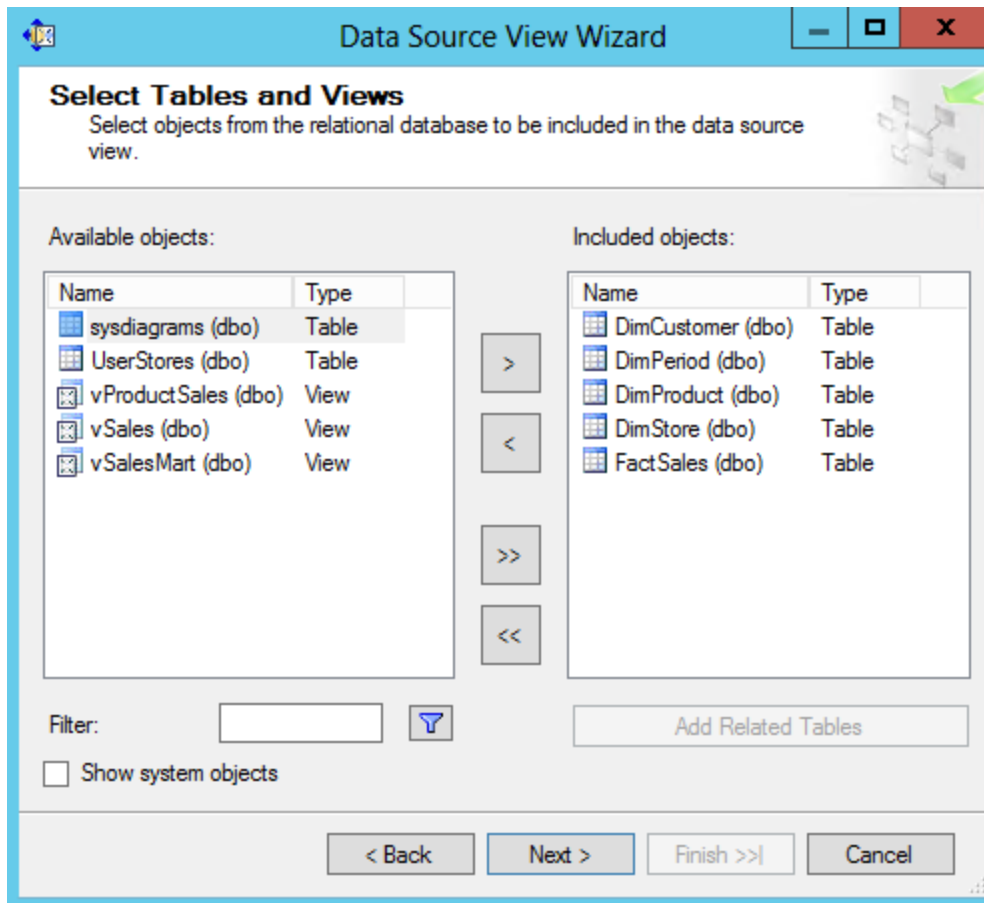 Data Source View Wizard
Select Tables and Views
Select objects from the relational database to be included in the data source
view.
Available objects:
Name Type
sysdiagrams (dbo) Table
UserStores (dbo) Table
vProductSales (dbo) View
vSales (dbo) View
vSalesMart (dbo) View
>
<
>>
<<
Included objects:
Name Type
DimCustomer (dbo) Table
DimPeriod (dbo) Table
DimProduct (dbo) Table
DimStore (dbo) Table
FactSales (dbo) Table
Filter:
Add Related Tables
Show system objects
< Back Next > Finish >>| Cancel